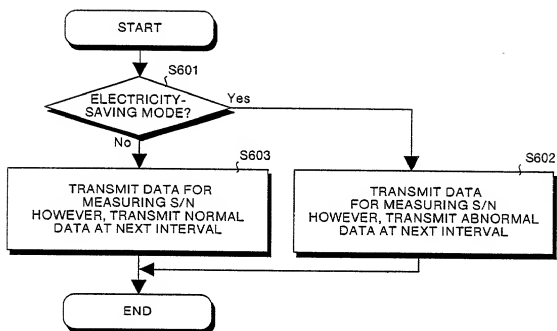 START
S601
ELECTRICITY-
SAVING MODE?
Yes
No
S603
TRANSMIT DATA FOR
MEASURING S/N
HOWEVER, TRANSMIT NORMAL
DATA AT NEXT INTERVAL
S602
TRANSMIT DATA
FOR MEASURING S/N
HOWEVER, TRANSMIT ABNORMAL
DATA AT NEXT INTERVAL
END